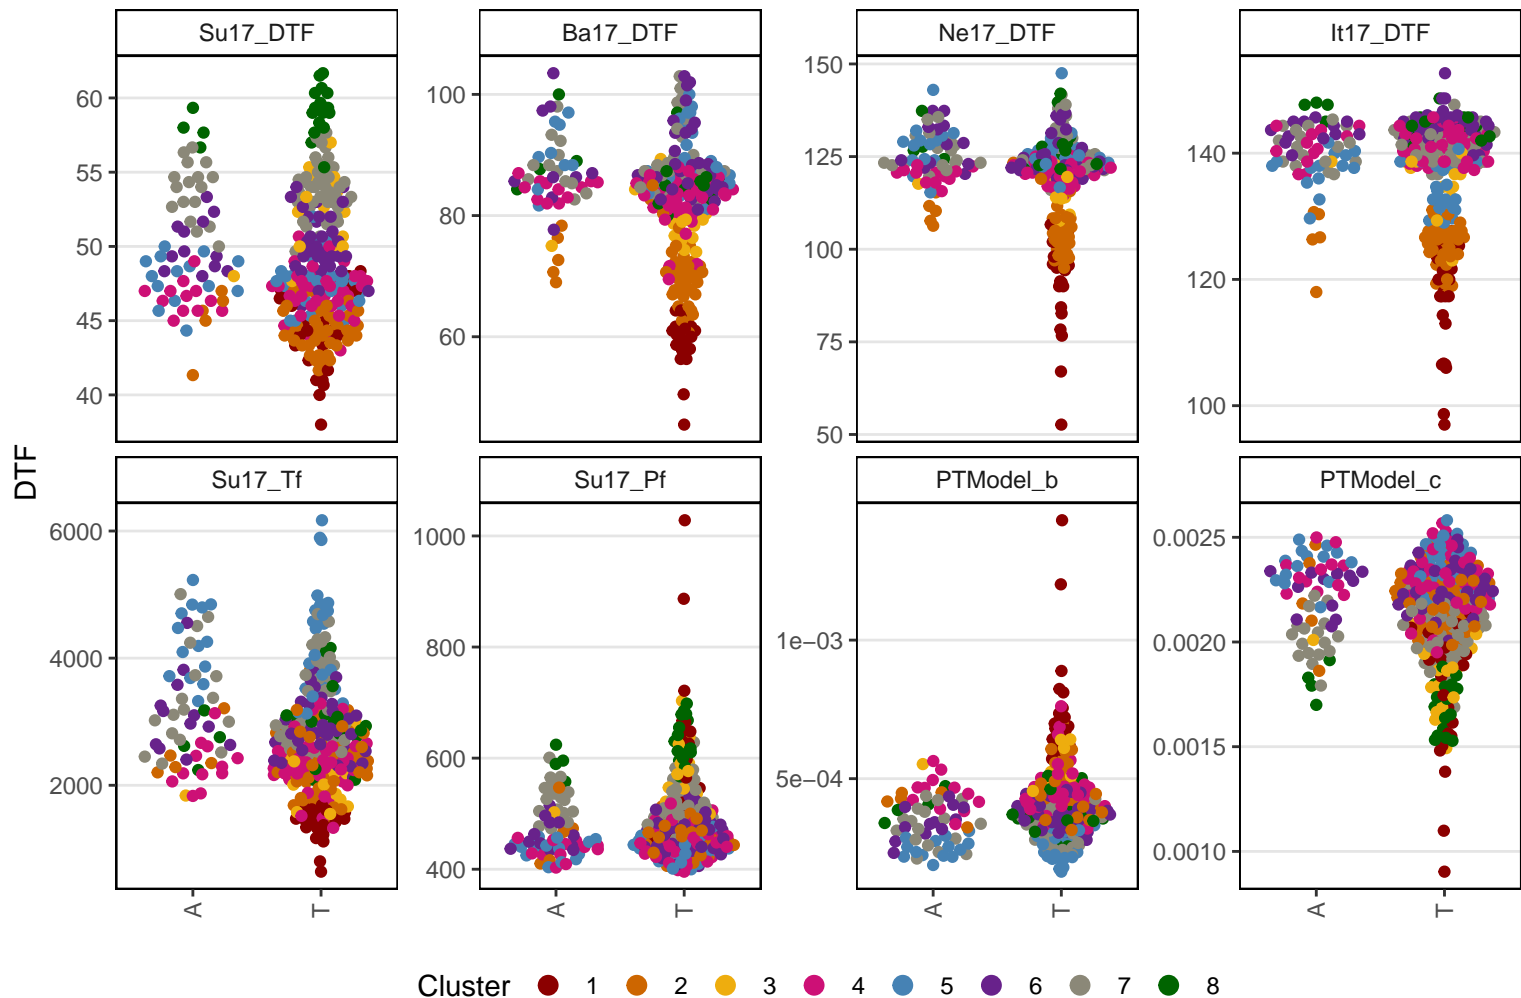 Su17_DTF Ba17_DTF Ne17_DTF It17_DTF
60 55 50 45 40
100 80 60
150 125 100 75 50
140 120 100
DTF
Su17_Tf Su17_Pf PTModel_b PTModel_c
6000 4000 2000
1000 800 600 400
1e−03 5e−04
0.0025 0.0020 0.0015 0.0010
A T A T A T A T
Cluster 1 2 3 4 5 6 7 8